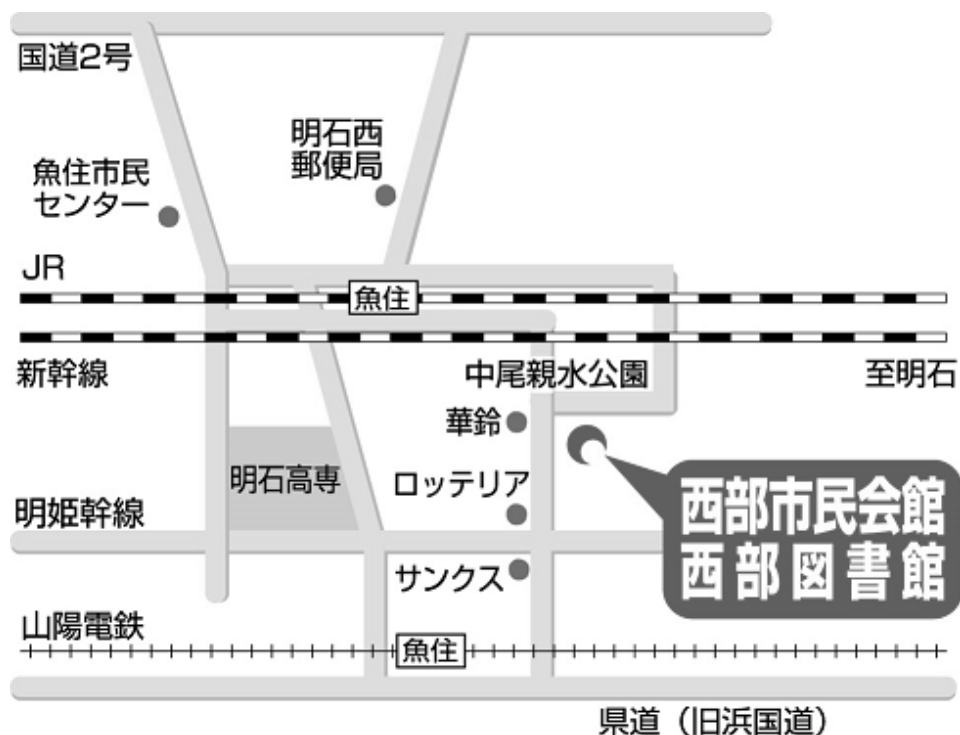 国道2号
明石西
郵便局
魚住市民
センター
JR
魚住
新幹線
中尾親水公園
至明石
華鈴
明石高専
ロッテリア
西部市民会館
西部図書館
明姫幹線
サンクス
山陽電鉄
魚住
県道（旧浜国道）